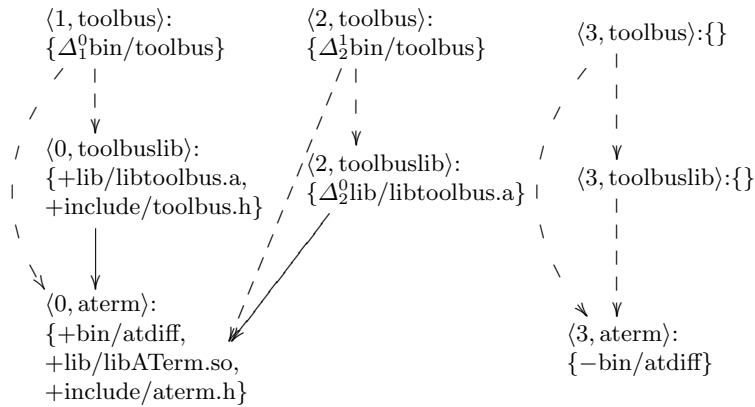 ⟨1, toolbus⟩:
{Δ⁰₁bin/toolbus}
⟨2, toolbus⟩:
{Δ¹₂bin/toolbus}
⟨3, toolbus⟩:{}
⟨0, toolbuslib⟩:
{+lib/libtoolbus.a,
+include/toolbus.h}
⟨2, toolbuslib⟩:
{Δ⁰₂lib/libtoolbus.a}
⟨3, toolbuslib⟩:{}
⟨0, aterm⟩:
{+bin/atdiff,
+lib/libATerm.so,
+include/aterm.h}
⟨3, aterm⟩:
{−bin/atdiff}